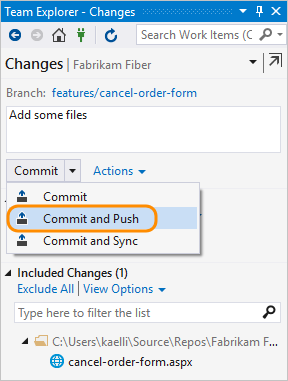 Team Explorer - Changes
Search Work Items (C
Changes | Fabrikam Fiber
Branch: features/cancel-order-form
Add some files
Commit Actions
Commit
Commit and Push
Commit and Sync
Included Changes (1)
Exclude All | View Options
Type here to filter the list
C:\Users\kaelli\Source\Repos\Fabrikam F
cancel-order-form.aspx